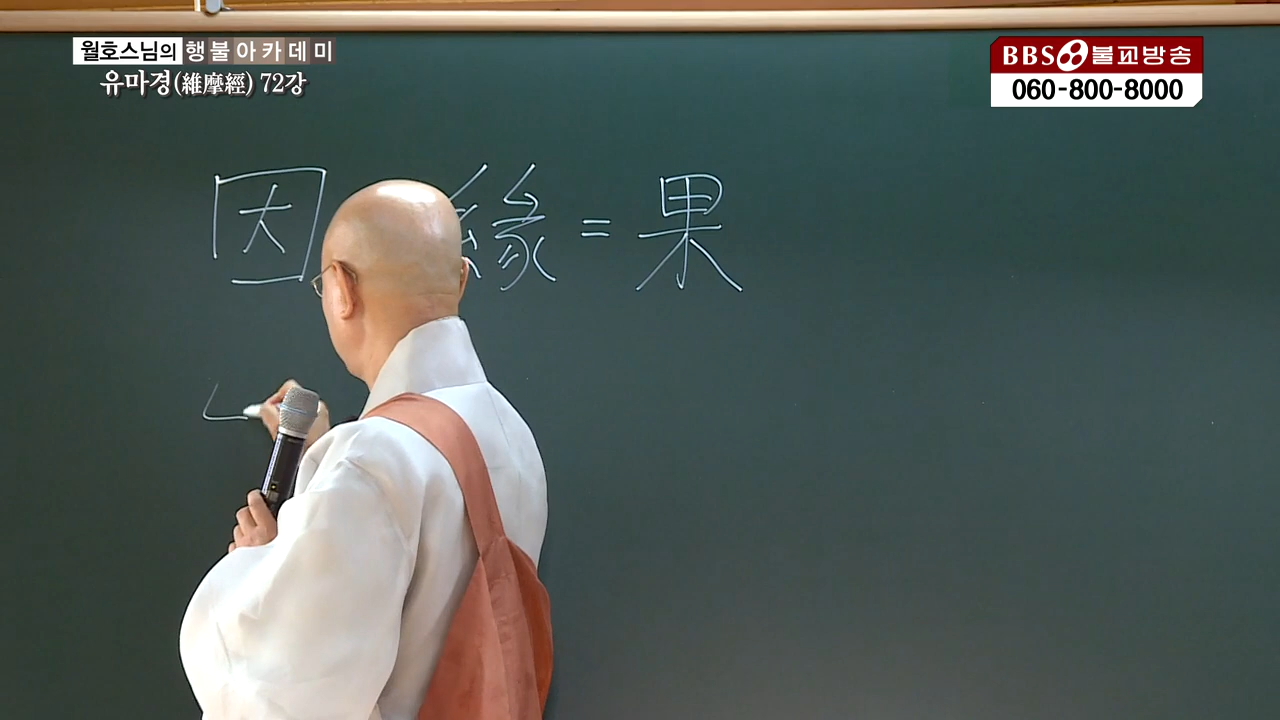 월호스님의 행불아카데미
유마경(維摩經) 72강
BBS 불교방송
060-800-8000
因 緣 = 果